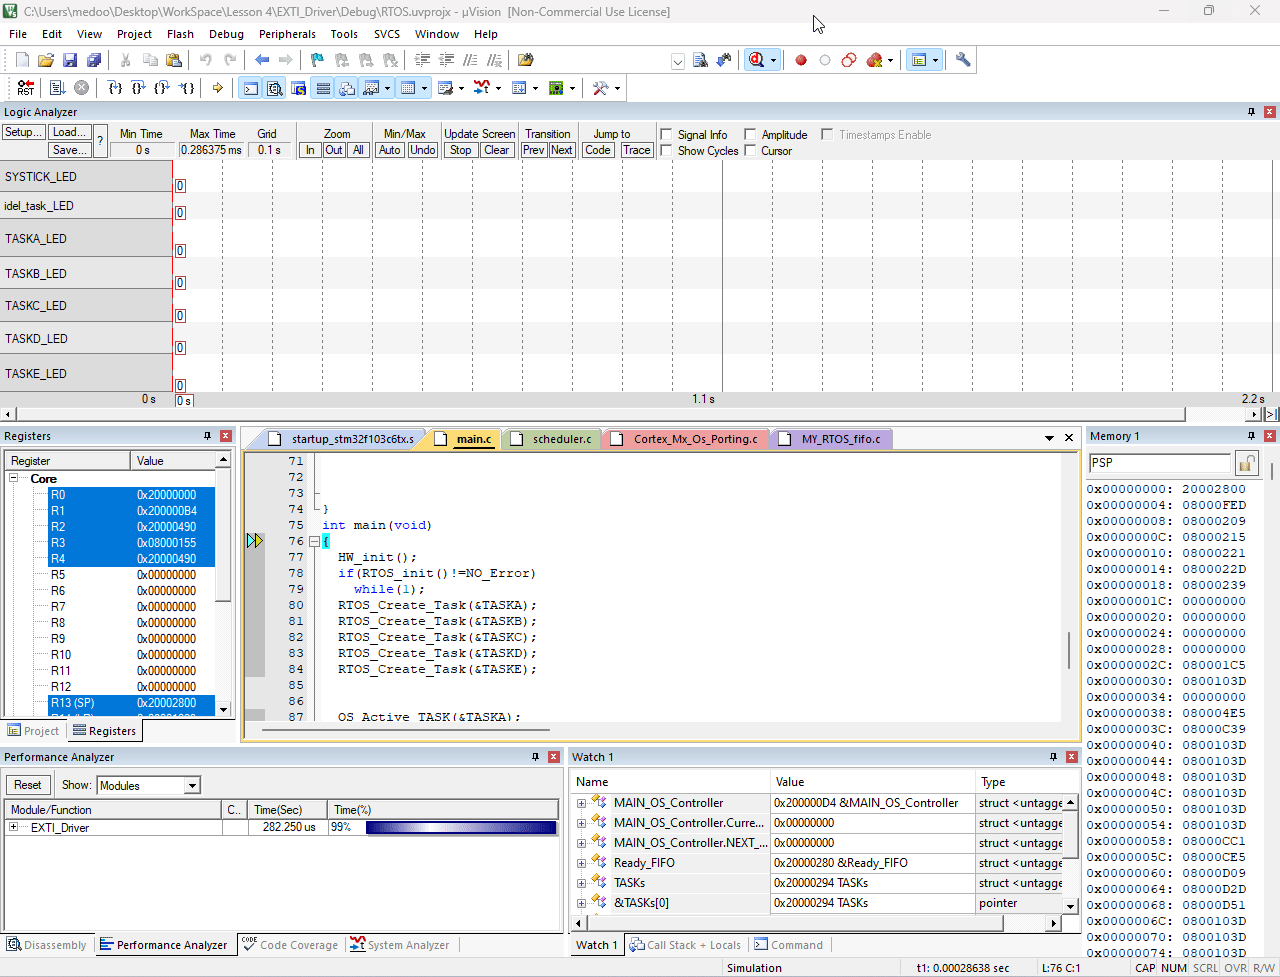 C:\Users\medoo\Desktop\WorkSpace\Lesson 4\EXTI_Driver\Debug\RTOS.uvprojx - µVision  [Non-Commercial Use License]
File Edit View Project Flash Debug Peripherals Tools SVCS Window Help
Logic Analyzer
Setup... Load... Save... ? Min Time 0 s Max Time 0.286375 ms Grid 0.1 s Zoom In Out All Min/Max Auto Undo Update Screen Stop Clear Transition Prev Next Jump to Code Trace Signal Info Show Cycles Amplitude Cursor Timestamps Enable
SYSTICK_LED 0
idel_task_LED 0
TASKA_LED 0
TASKB_LED 0
TASKC_LED 0
TASKD_LED 0
TASKE_LED 0
0 s 0 s 1.1 s 2.2 s
Registers
Register Value
Core
R0 0x20000000
R1 0x200000B4
R2 0x20000490
R3 0x08000155
R4 0x20000490
R5 0x00000000
R6 0x00000000
R7 0x00000000
R8 0x00000000
R9 0x00000000
R10 0x00000000
R11 0x00000000
R12 0x00000000
R13 (SP) 0x20002800
Project Registers
startup_stm32f103c6tx.s main.c scheduler.c Cortex_Mx_Os_Porting.c MY_RTOS_fifo.c
71
72
73
74 }
75 int main(void)
76 {
77 HW_init();
78 if(RTOS_init()!=NO_Error)
79 while(1);
80 RTOS_Create_Task(&TASKA);
81 RTOS_Create_Task(&TASKB);
82 RTOS_Create_Task(&TASKC);
83 RTOS_Create_Task(&TASKD);
84 RTOS_Create_Task(&TASKE);
85
86
87 OS_Active_TASK(&TASKA);
Memory 1
PSP
0x00000000: 20002800
0x00000004: 08000FED
0x00000008: 08000209
0x0000000C: 08000215
0x00000010: 08000221
0x00000014: 0800022D
0x00000018: 08000239
0x0000001C: 00000000
0x00000020: 00000000
0x00000024: 00000000
0x00000028: 00000000
0x0000002C: 080001C5
0x00000030: 0800103D
0x00000034: 00000000
0x00000038: 080004E5
0x0000003C: 08000C39
0x00000040: 0800103D
0x00000044: 0800103D
0x00000048: 0800103D
0x0000004C: 0800103D
0x00000050: 0800103D
0x00000054: 0800103D
0x00000058: 08000CC1
0x0000005C: 08000CE5
0x00000060: 08000D09
0x00000064: 08000D2D
0x00000068: 08000D51
0x0000006C: 0800103D
0x00000070: 0800103D
0x00000074: 0800103D
Performance Analyzer
Reset Show: Modules
Module/Function C.. Time(Sec) Time(%)
EXTI_Driver 282.250 us 99%
Disassembly Performance Analyzer CODE Code Coverage System Analyzer
Watch 1
Name Value Type
MAIN_OS_Controller 0x200000D4 &MAIN_OS_Controller struct <untagge
MAIN_OS_Controller.Curre... 0x00000000 struct <untagge
MAIN_OS_Controller.NEXT_... 0x00000000 struct <untagge
Ready_FIFO 0x20000280 &Ready_FIFO struct <untagge
TASKs 0x20000294 TASKs struct <untagge
&TASKs[0] 0x20000294 TASKs pointer
Watch 1 Call Stack + Locals Command
Simulation t1: 0.00028638 sec L:76 C:1 CAP NUM SCRL OVR R/W